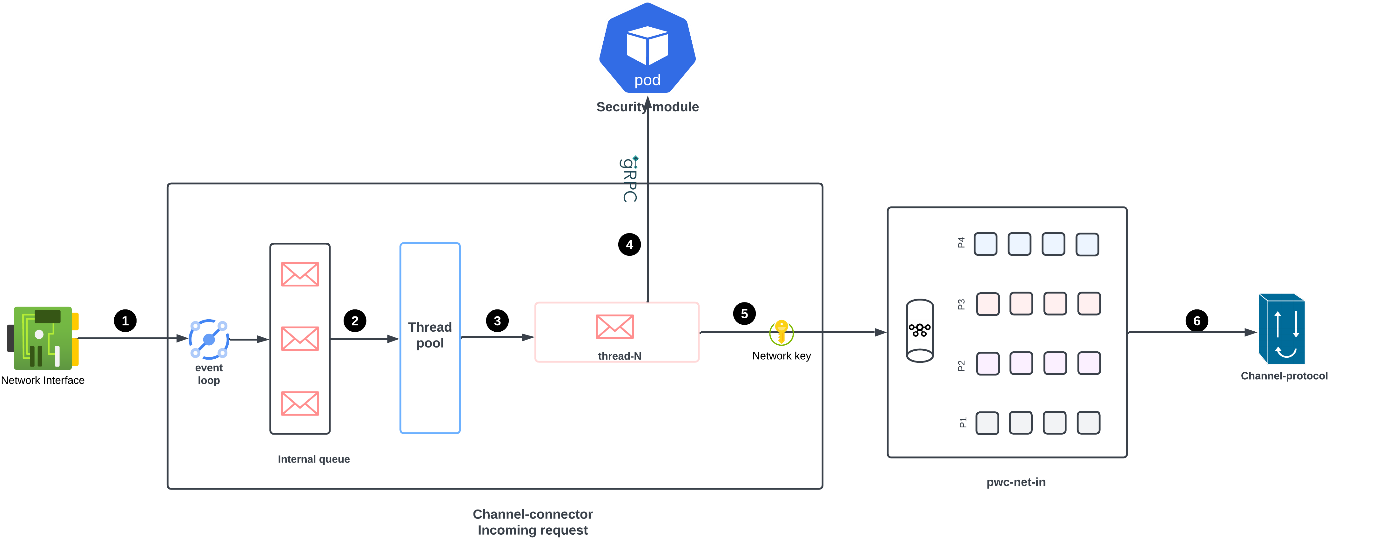 pod
Security module
gRPC
4
1
2
3
5
6
Network Interface
event
loop
Thread
pool
thread-N
Network key
P4
P3
P2
P1
Channel-protocol
Internal queue
pwc-net-in
Channel-connector
Incoming request